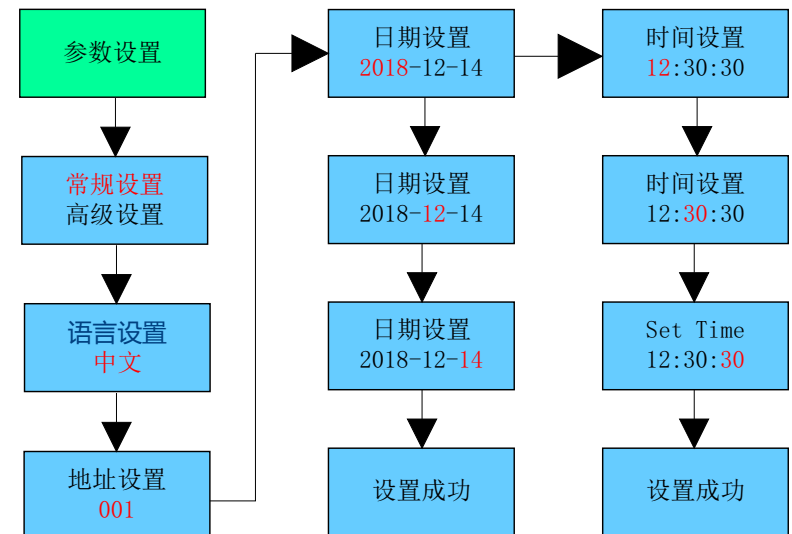 参数设置
常规设置
高级设置
语言设置
中文
地址设置
001
日期设置
2018-12-14
日期设置
2018-12-14
日期设置
2018-12-14
设置成功
时间设置
12:30:30
时间设置
12:30:30
Set Time
12:30:30
设置成功